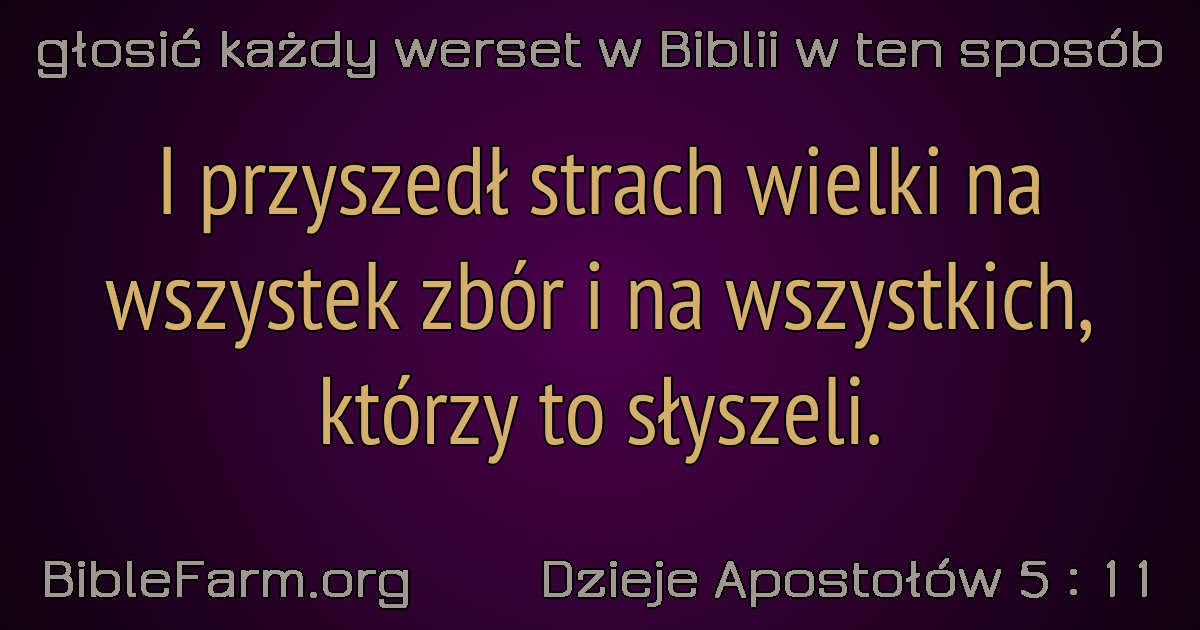 głosić każdy werset w Biblii w ten sposób
I przyszedł strach wielki na
wszystek zbór i na wszystkich,
którzy to słyszeli.
BibleFarm.org
Dzieje Apostołów 5 : 11